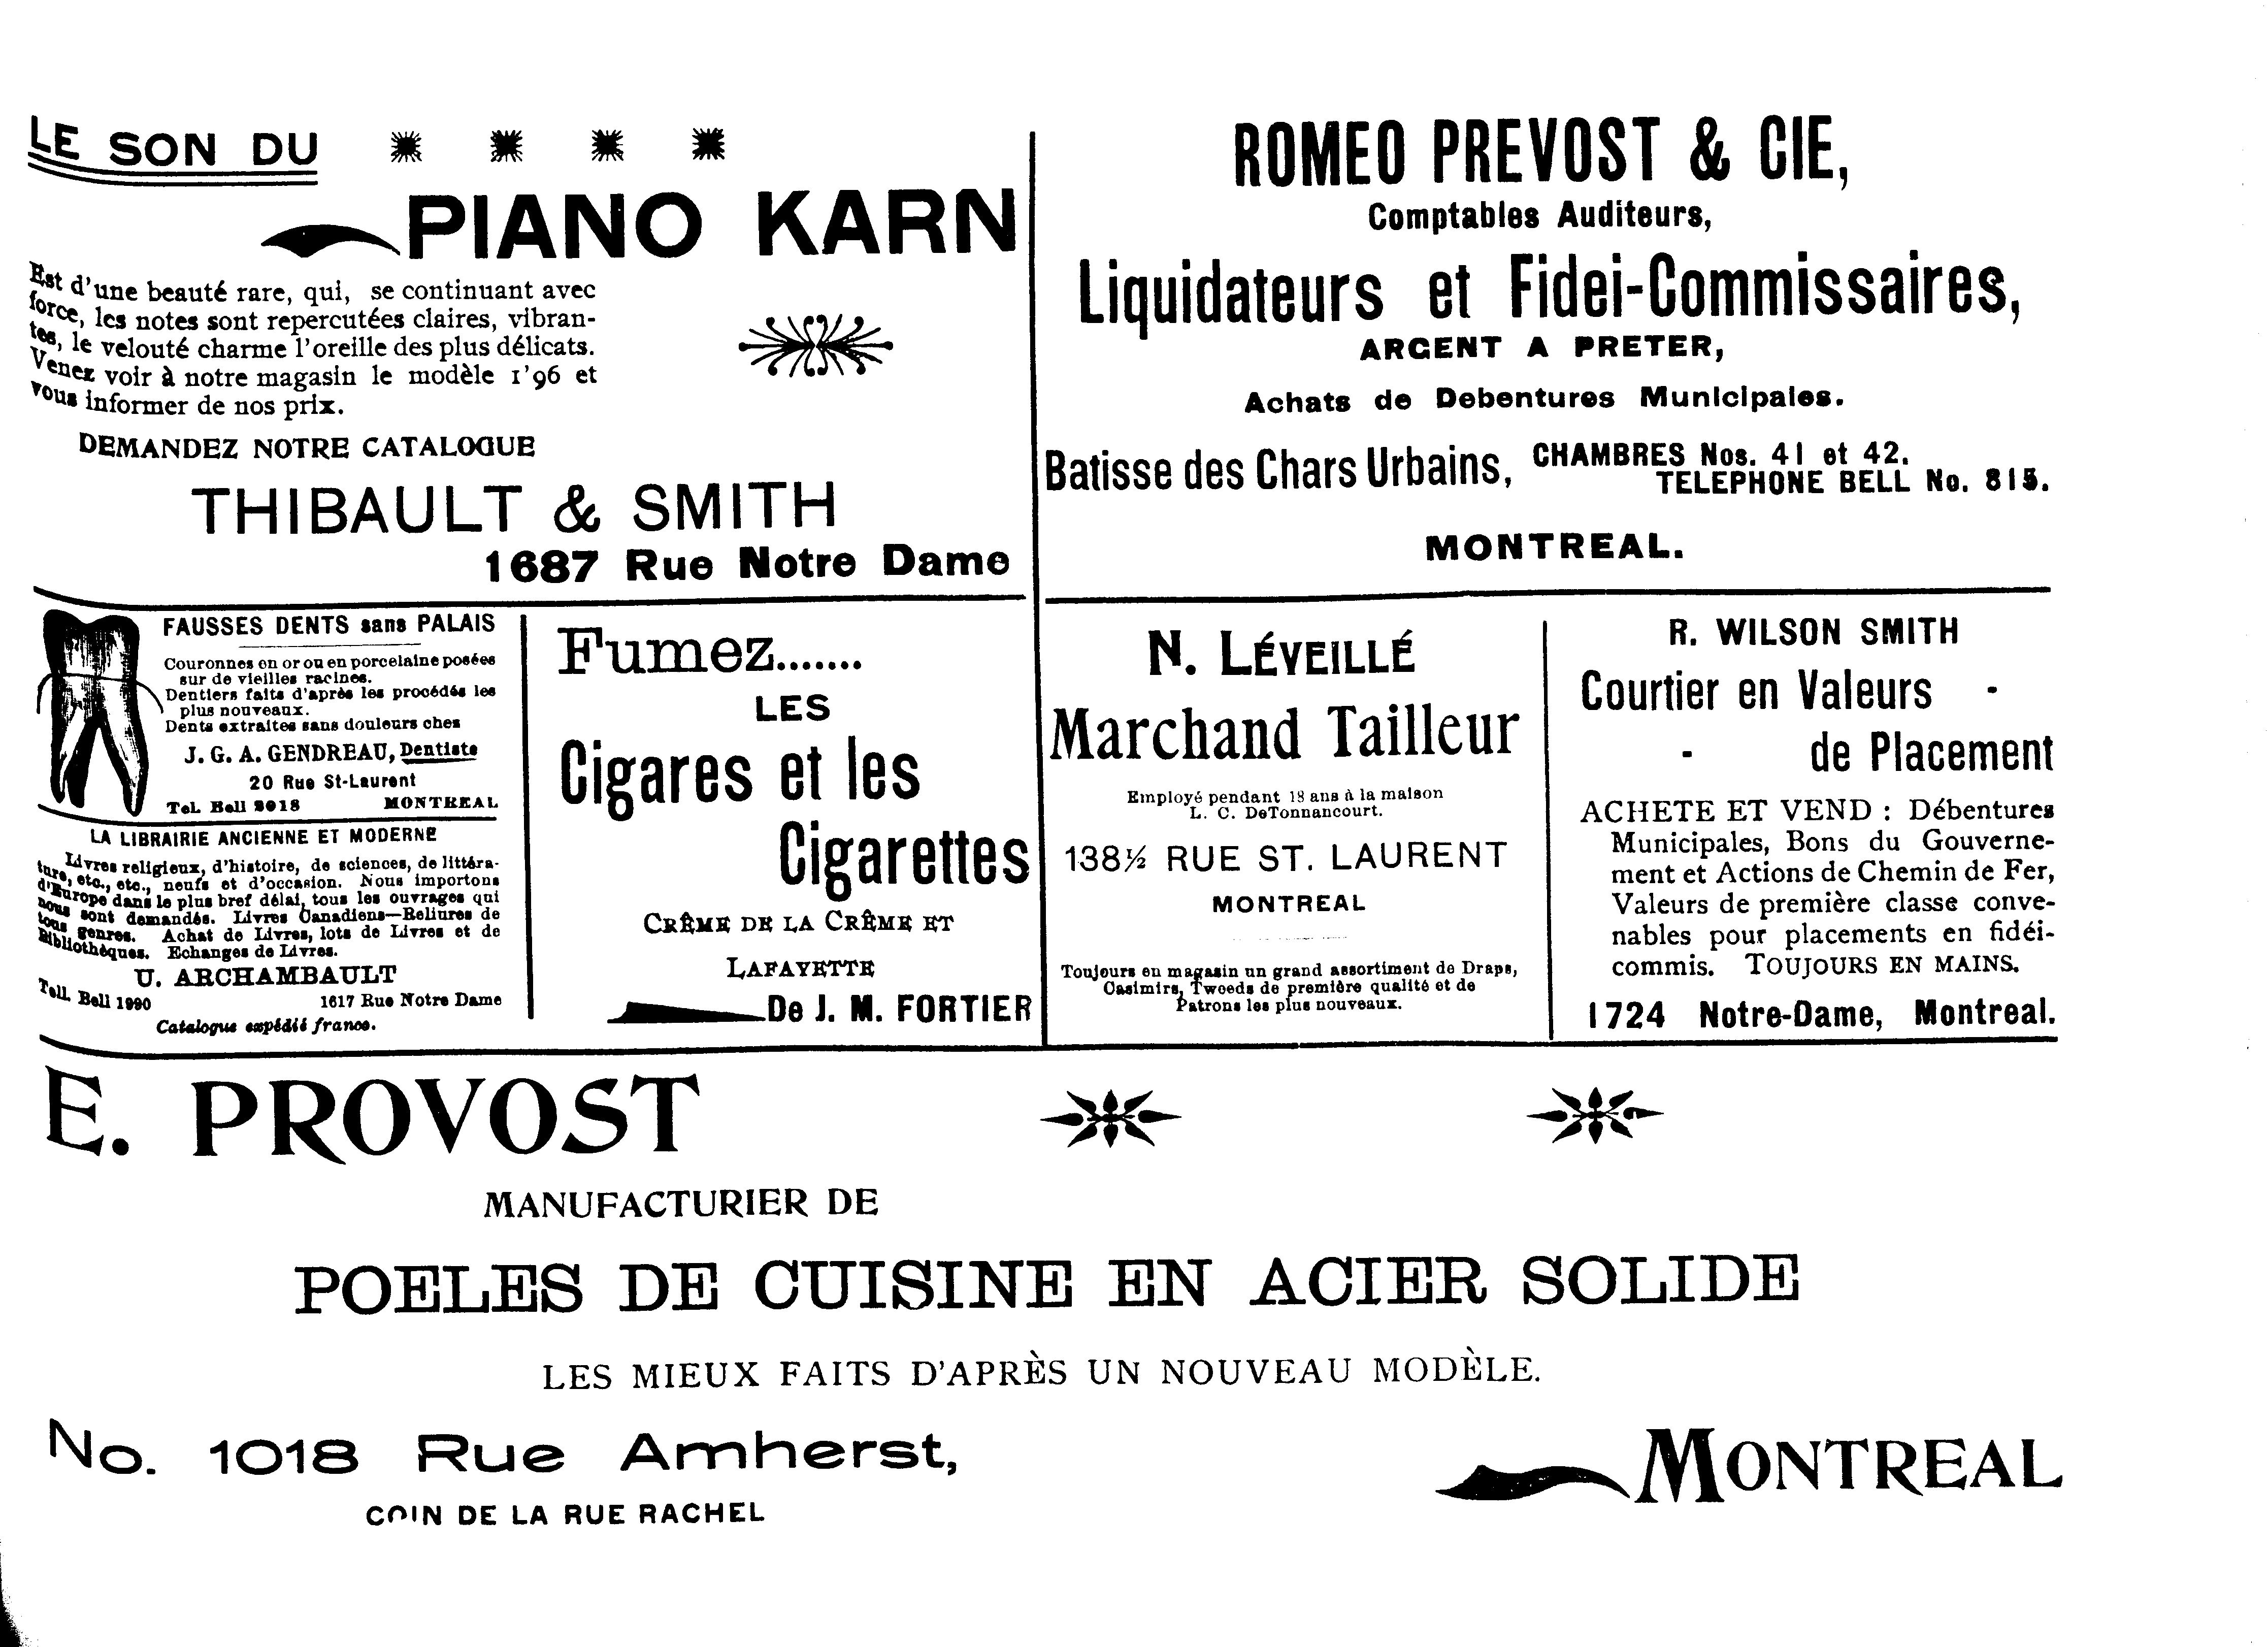 LE SON DU
PIANO KARN
Est d'une beauté rare, qui, se continuant avec
force, les notes sont repercutées claires, vibran-
tes, le velouté charme l'oreille des plus délicats.
Venez voir à notre magasin le modèle 1'96 et
vous informer de nos prix.
DEMANDEZ NOTRE CATALOGUE
THIBAULT & SMITH
1687 Rue Notre Dame
ROMEO PREVOST & CIE,
Comptables Auditeurs,
Liquidateurs et Fidei-Commissaires,
ARGENT A PRETER,
Achats de Debentures Municipales.
Batisse des Chars Urbains, CHAMBRES Nos. 41 et 42.
TELEPHONE BELL No. 815.
MONTREAL.
FAUSSES DENTS sans PALAIS
Couronnes en or ou en porcelaine posées
sur de vieilles racines.
Dentiers faits d'après les procédés les
plus nouveaux.
Dents extraites sans douleurs ches
J. G. A. GENDREAU, Dentiste
20 Rue St-Laurent
Tel. Bell 2018 MONTREAL
LA LIBRAIRIE ANCIENNE ET MODERNE
Livres religieux, d'histoire, de sciences, de littéra-
ture, etc., etc., neufs et d'occasion. Nous importons
d'Europe dans le plus bref délai, tous les ouvrages qui
nous sont demandés. Livres Canadiens—Reliures de
tous genres. Achat de Livres, lots de Livres et de
Bibliothèques. Echanges de Livres.
U. ARCHAMBAULT
Tell. Bell 1990 1617 Rue Notre Dame
Catalogue expédié franco.
Fumez.......
LES
Cigares et les
Cigarettes
CRÊME DE LA CRÊME ET
LAFAYETTE
De J. M. FORTIER
N. LÉVEILLÉ
Marchand Tailleur
Employé pendant 18 ans à la maison
L. C. DeTonnancourt.
138½ RUE ST. LAURENT
MONTREAL
Toujours en magasin un grand assortiment de Draps,
Casimirs, Tweeds de première qualité et de
Patrons les plus nouveaux.
R. WILSON SMITH
Courtier en Valeurs -
- de Placement
ACHETE ET VEND : Débentures
Municipales, Bons du Gouverne-
ment et Actions de Chemin de Fer,
Valeurs de première classe conve-
nables pour placements en fidéi-
commis. TOUJOURS EN MAINS.
1724 Notre-Dame, Montreal.
E. PROVOST
MANUFACTURIER DE
POELES DE CUISINE EN ACIER SOLIDE
LES MIEUX FAITS D'APRÈS UN NOUVEAU MODÈLE.
No. 1018 Rue Amherst,
COIN DE LA RUE RACHEL
MONTREAL